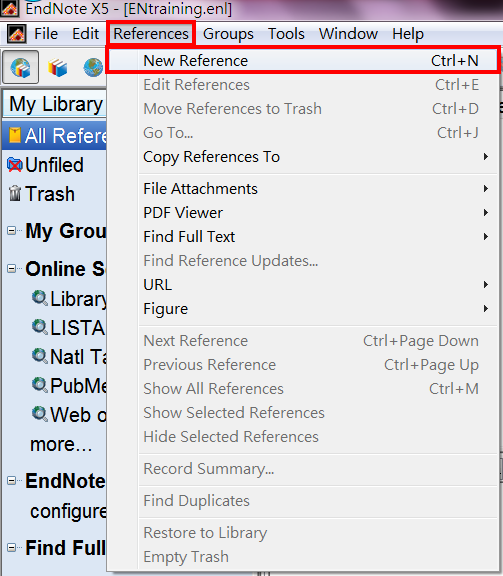 EndNote X5 - [ENtraining.enl]
File Edit References Groups Tools Window Help
New Reference Ctrl+N
Edit References Ctrl+E
Move References to Trash Ctrl+D
Go To... Ctrl+J
Copy References To
File Attachments
PDF Viewer
Find Full Text
Find Reference Updates...
URL
Figure
Next Reference Ctrl+Page Down
Previous Reference Ctrl+Page Up
Show All References Ctrl+M
Show Selected References
Hide Selected References
Record Summary...
Find Duplicates
Restore to Library
Empty Trash
My Library
All Refere
Unfiled
Trash
My Grou
Online Se
Library
LISTA
Natl Ta
PubMe
Web o
more...
EndNote
configure
Find Full